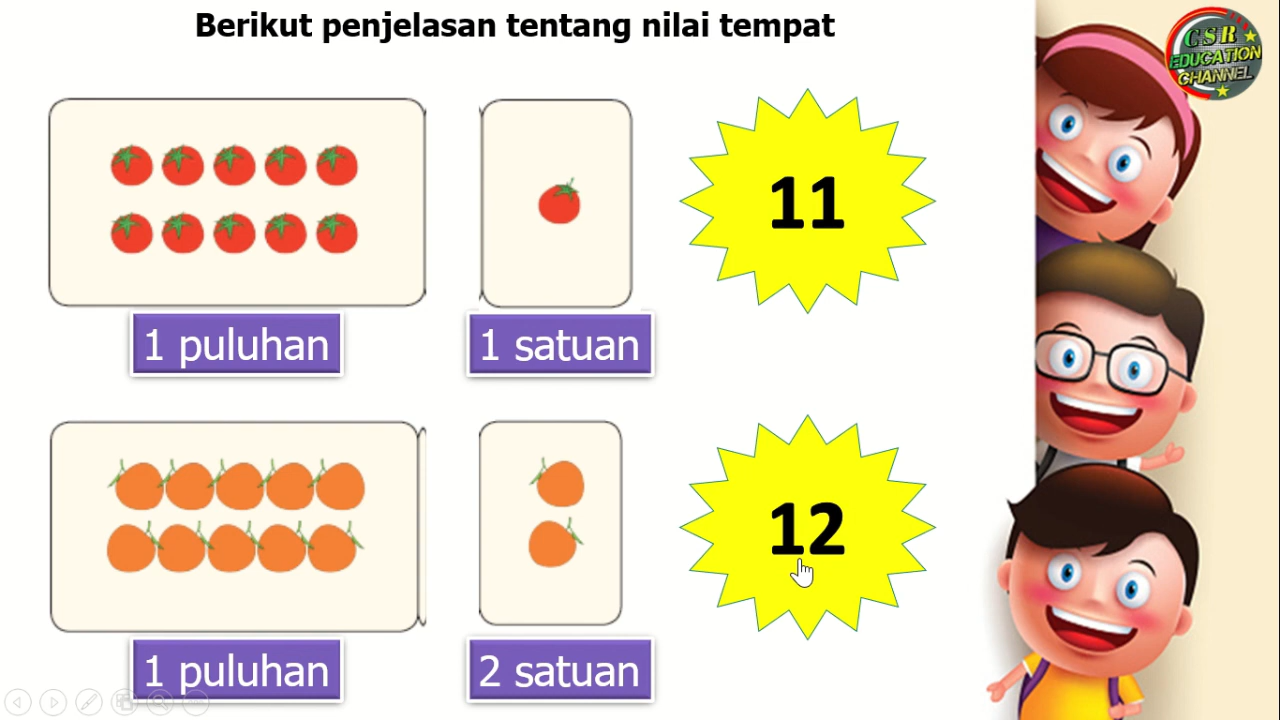 Berikut penjelasan tentang nilai tempat
CSR
EDUCATION
CHANNEL
11
1 puluhan
1 satuan
12
1 puluhan
2 satuan